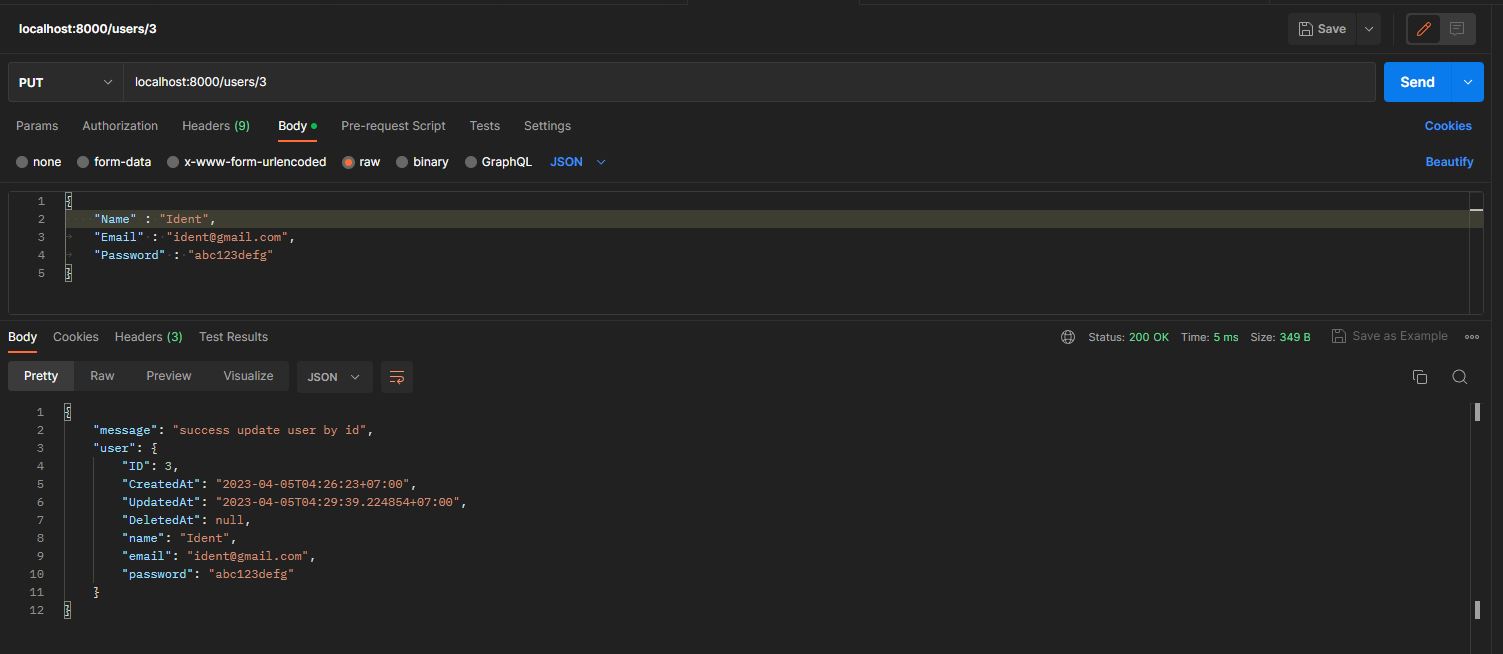 localhost:8000/users/3 Save
PUT localhost:8000/users/3 Send
Params Authorization Headers (9) Body Pre-request Script Tests Settings Cookies
none form-data x-www-form-urlencoded raw binary GraphQL JSON Beautify
1 {
2 "Name" : "Ident",
3 "Email" : "ident@gmail.com",
4 "Password" : "abc123defg"
5 }
Body Cookies Headers (3) Test Results Status: 200 OK Time: 5 ms Size: 349 B Save as Example
Pretty Raw Preview Visualize JSON
1 {
2 "message": "success update user by id",
3 "user": {
4 "ID": 3,
5 "CreatedAt": "2023-04-05T04:26:23+07:00",
6 "UpdatedAt": "2023-04-05T04:29:39.224854+07:00",
7 "DeletedAt": null,
8 "name": "Ident",
9 "email": "ident@gmail.com",
10 "password": "abc123defg"
11 }
12 }